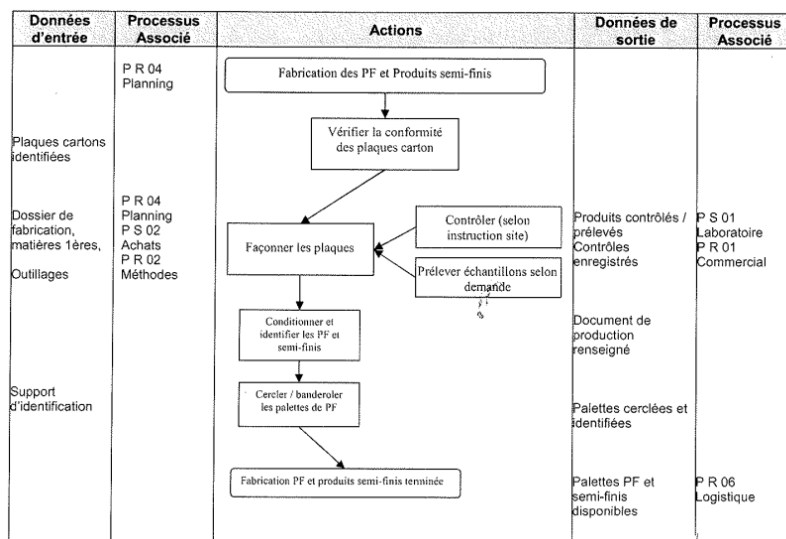 Données
d'entrée
Processus
Associé
Actions
Données de
sortie
Processus
Associé
P R 04
Planning
Fabrication des PF et Produits semi-finis
Plaques cartons
identifiées
Vérifier la conformité
des plaques carton
Dossier de
fabrication,
matières 1ères,
Outillages
P R 04
Planning
P S 02
Achats
P R 02
Méthodes
Façonner les plaques
Contrôler (selon
instruction site)
Prélever échantillons selon
demande
Produits contrôlés /
prélevés
Contrôles
enregistrés
P S 01
Laboratoire
P R 01
Commercial
Conditionner et
identifier les PF et
semi-finis
Document de
production
renseigné
Support
d'identification
Cercler / banderoler
les palettes de PF
Palettes cerclées et
identifiées
Fabrication PF et produits semi-finis terminée
Palettes PF et
semi-finis
disponibles
P R 06
Logistique